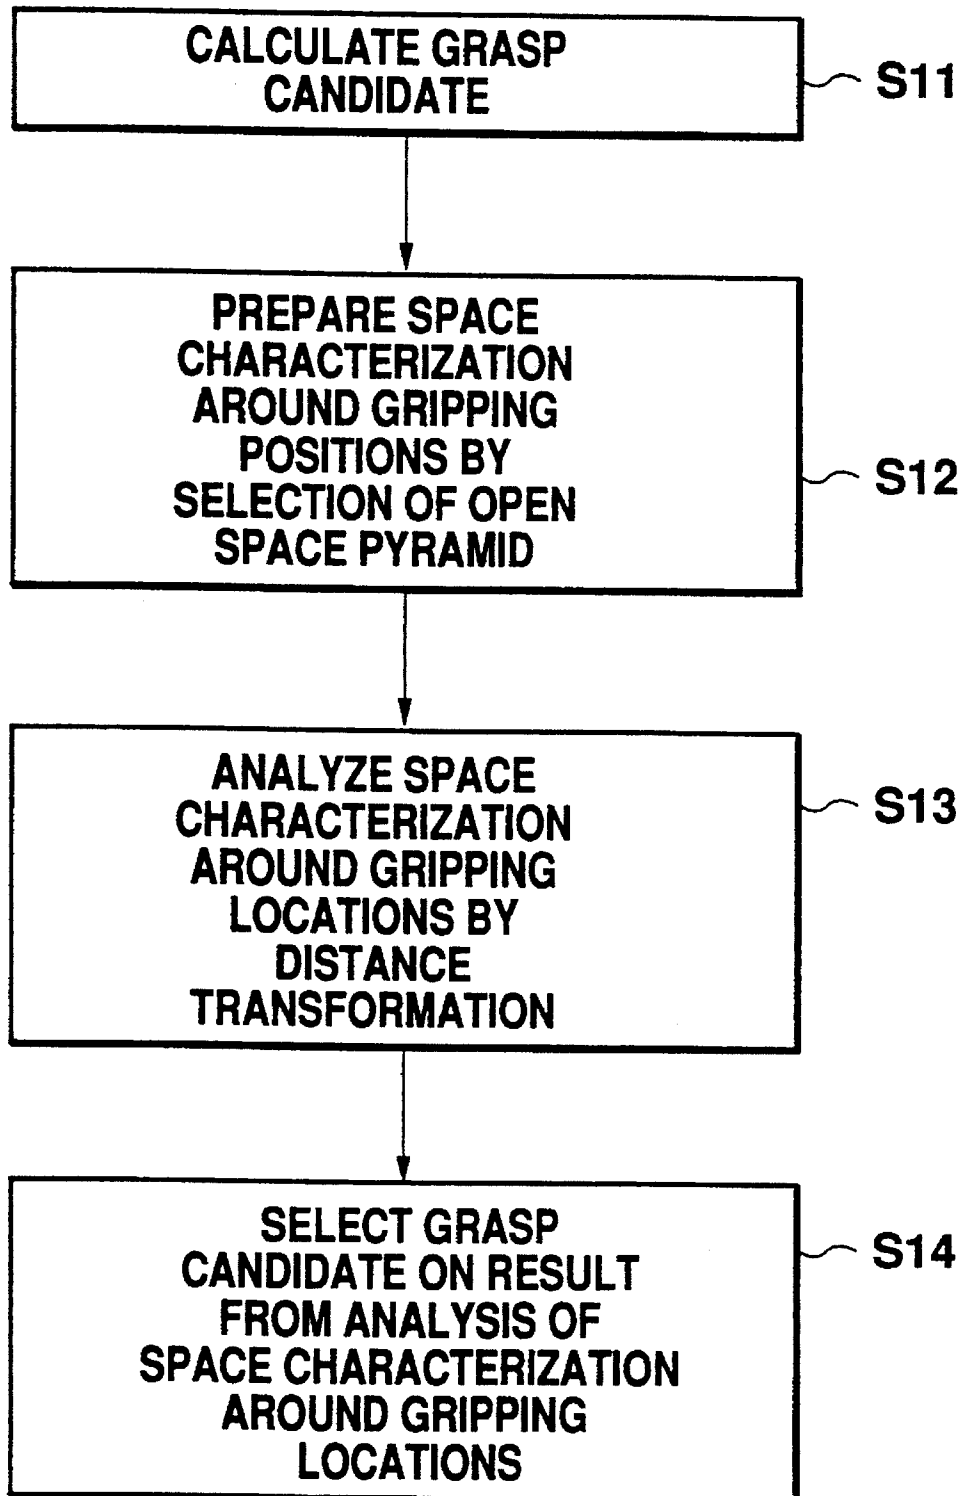 CALCULATE GRASP
CANDIDATE
S11
PREPARE SPACE
CHARACTERIZATION
AROUND GRIPPING
POSITIONS BY
SELECTION OF OPEN
SPACE PYRAMID
S12
ANALYZE SPACE
CHARACTERIZATION
AROUND GRIPPING
LOCATIONS BY
DISTANCE
TRANSFORMATION
S13
SELECT GRASP
CANDIDATE ON RESULT
FROM ANALYSIS OF
SPACE CHARACTERIZATION
AROUND GRIPPING
LOCATIONS
S14